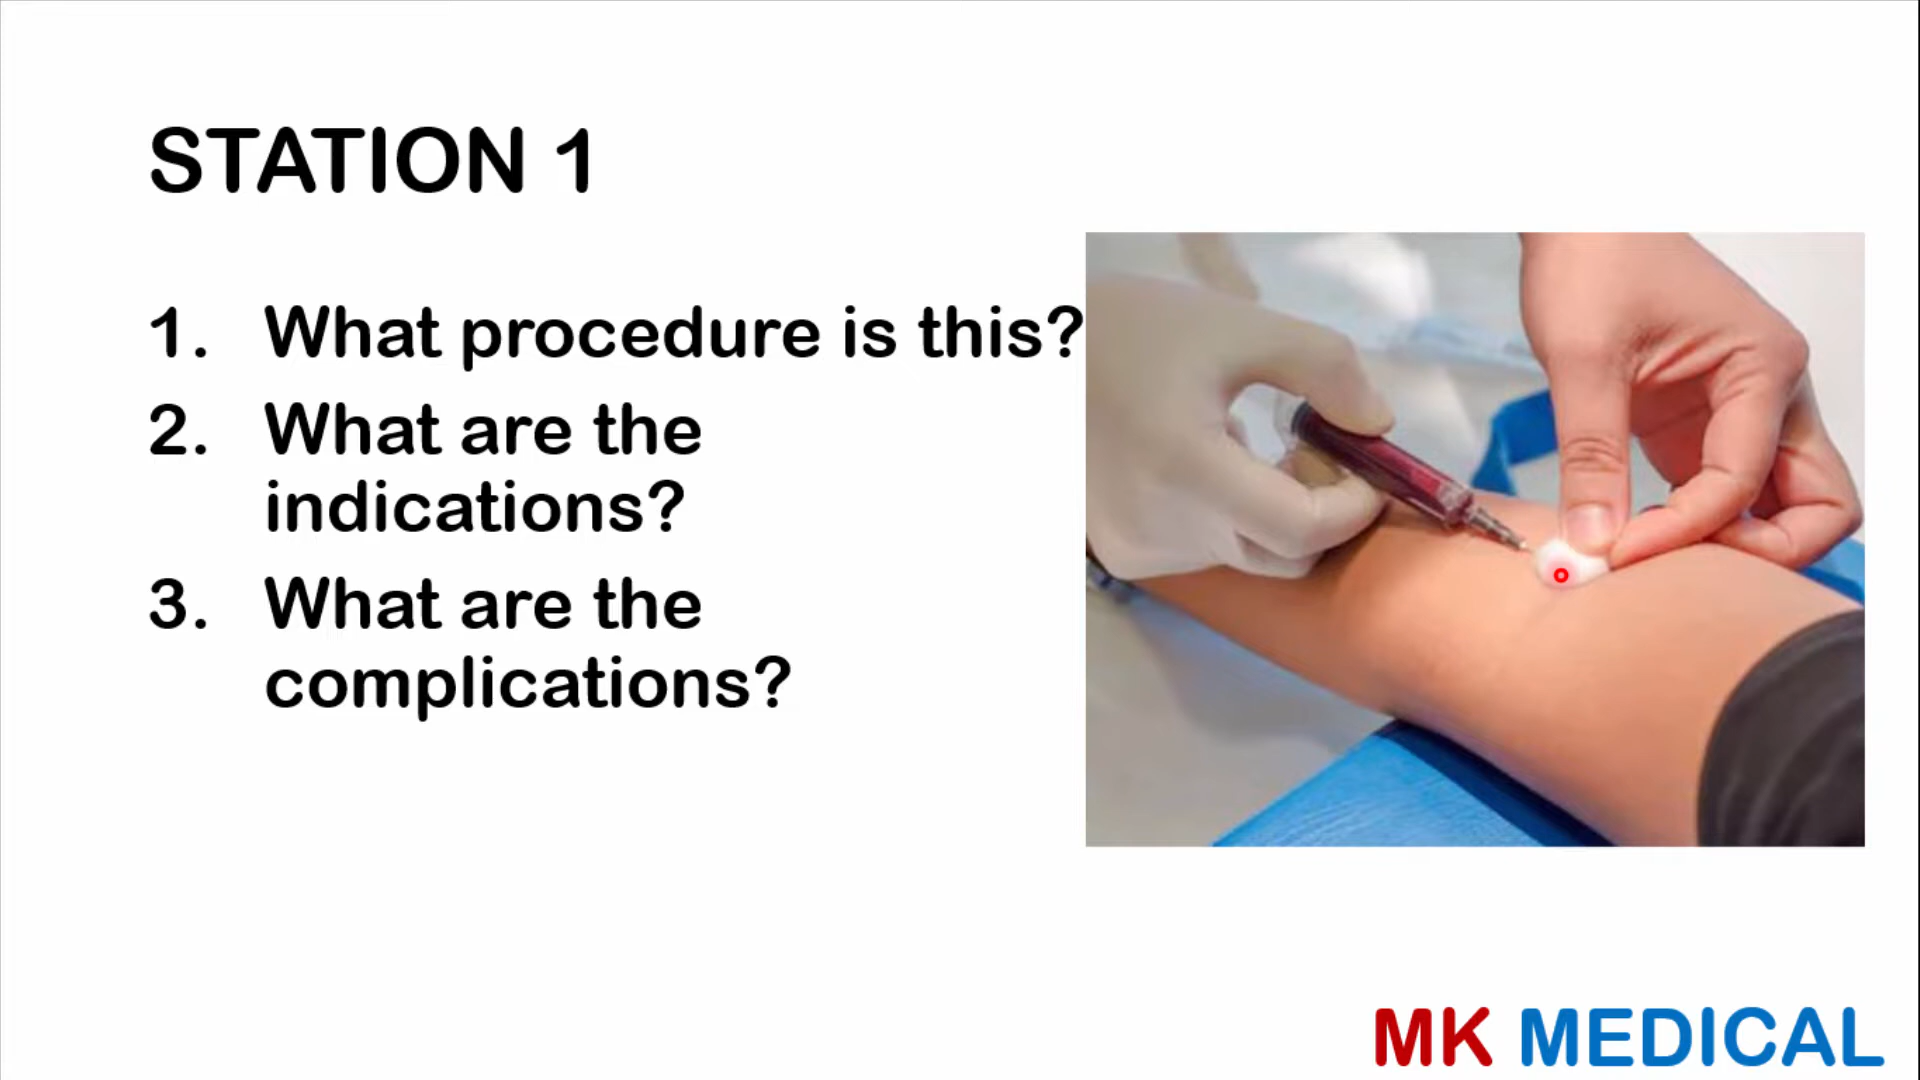 STATION 1
1. What procedure is this?
2. What are the
indications?
3. What are the
complications?
MK MEDICAL